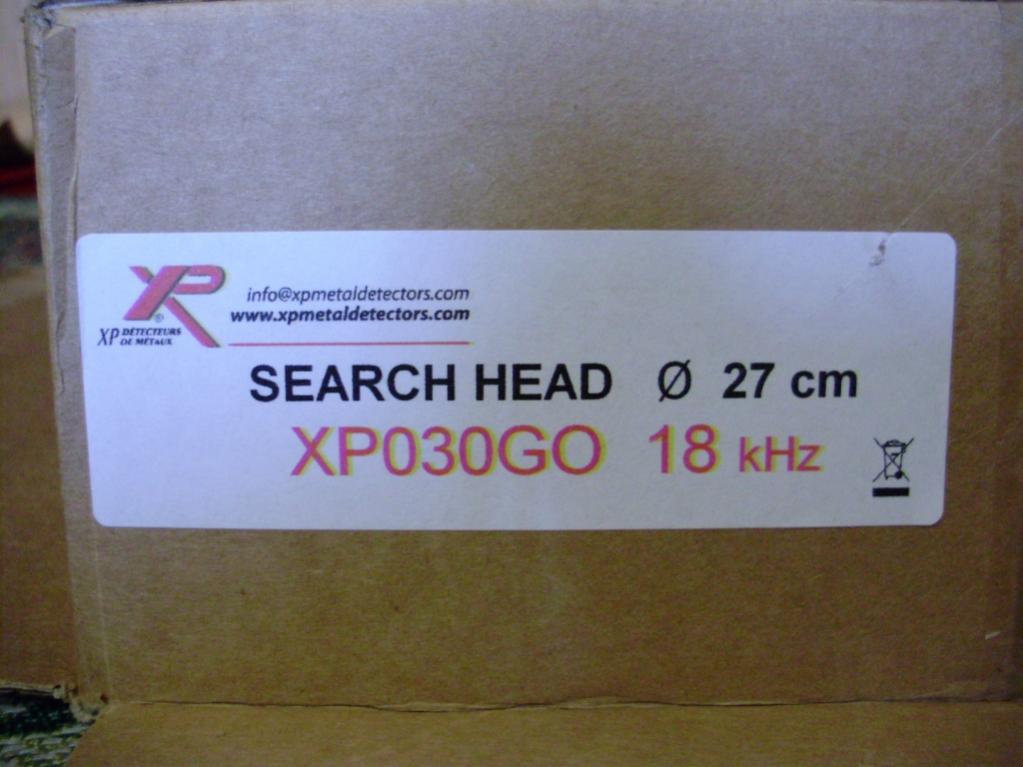 XP
®
XP DÉTECTEURS
DE MÉTAUX
info@xpmetaldetectors.com
www.xpmetaldetectors.com
SEARCH HEAD Ø 27 cm
XP030GO 18 kHz